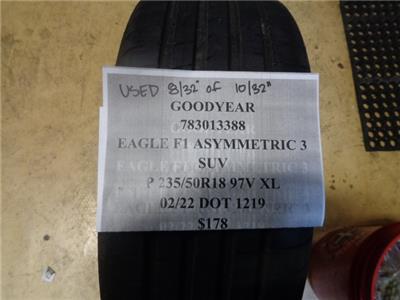 USED 8/32" of 10/32"
GOODYEAR
783013388
EAGLE F1 ASYMMETRIC 3
SUV
P 235/50R18 97V XL
02/22 DOT 1219
$178